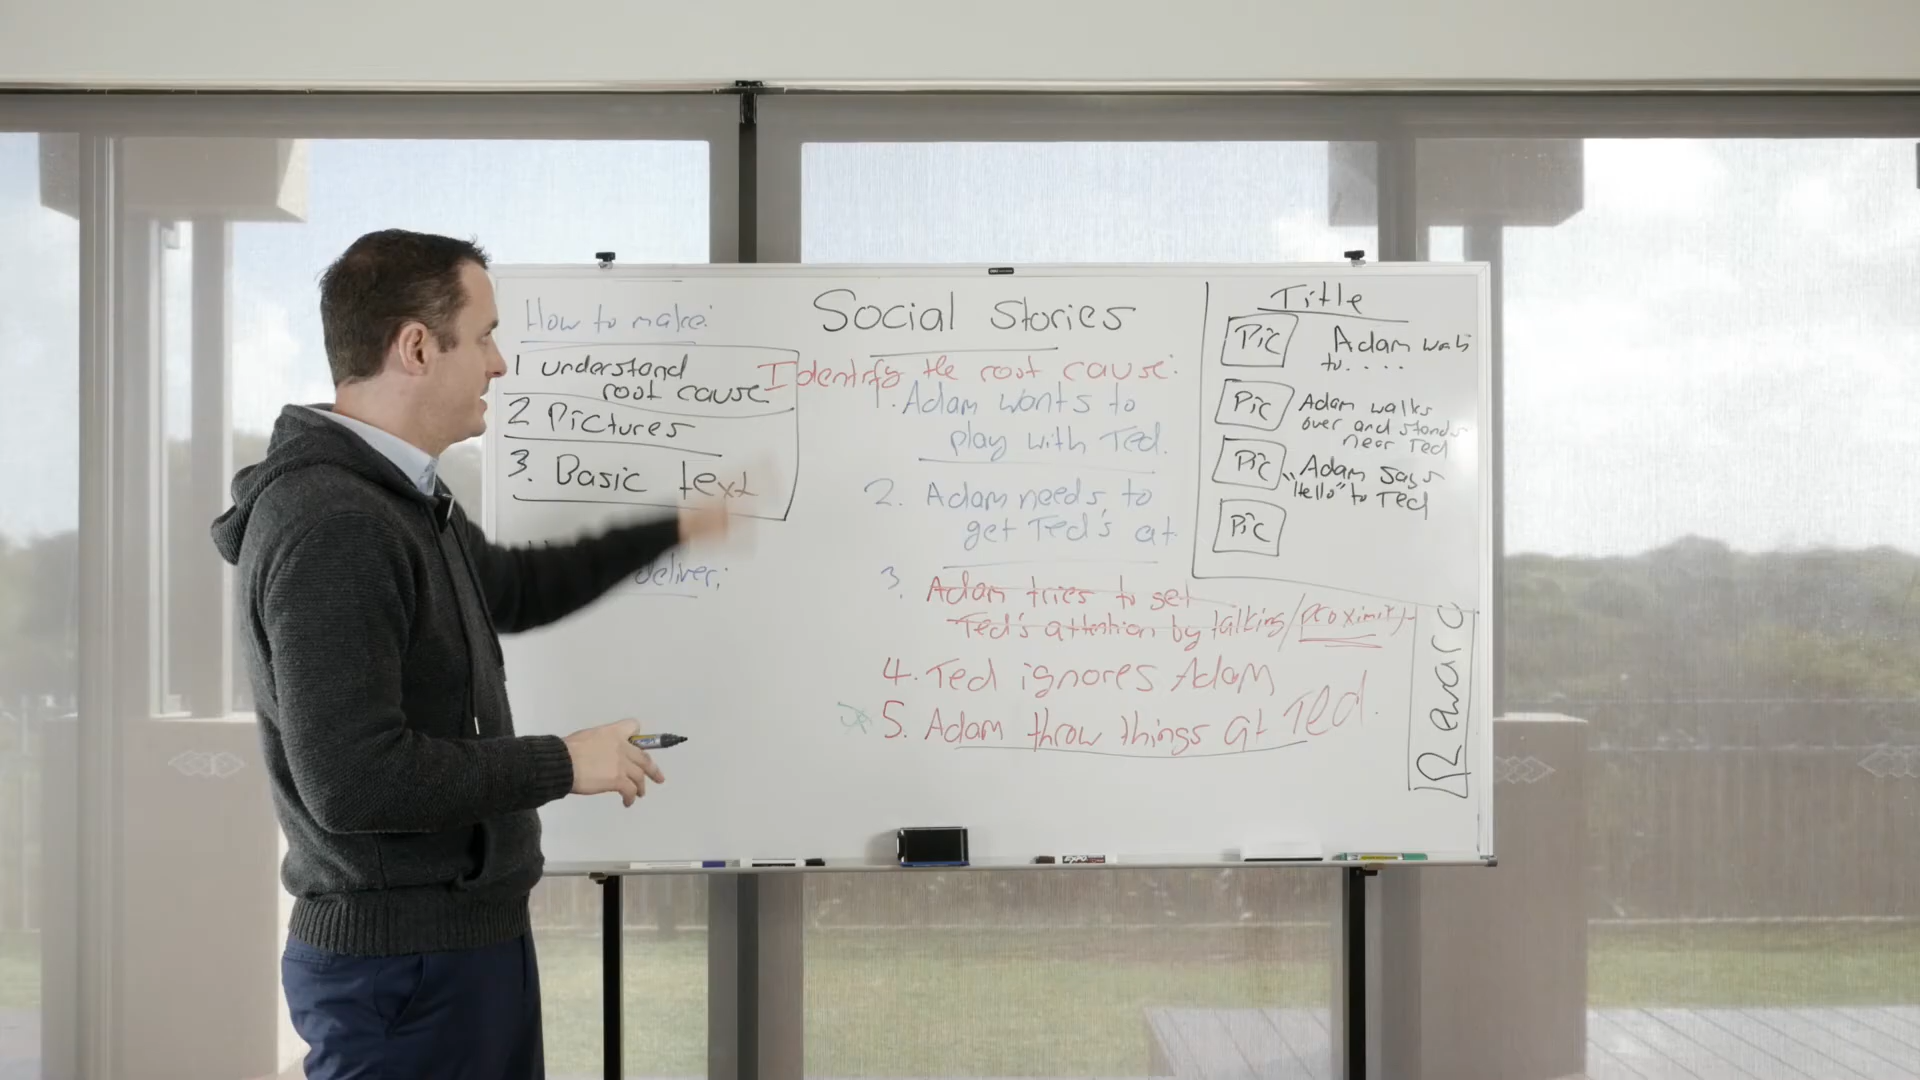 Social Stories
How to make:
1 understand
root cause
2 Pictures
3. Basic text
deliver:
Identify the root cause:
1. Adam wants to
play with Ted.
2. Adam needs to
get Ted's at
3. Adam tries to get
Ted's attention by talking/proximity
4. Ted ignores Adam
5. Adam throw things at Ted.
Title
Pic
Adam wants
to....
Pic
Adam walks
over and stands
near Ted
Pic
Adam says
"Hello" to Ted
Pic
Reward
EXPO